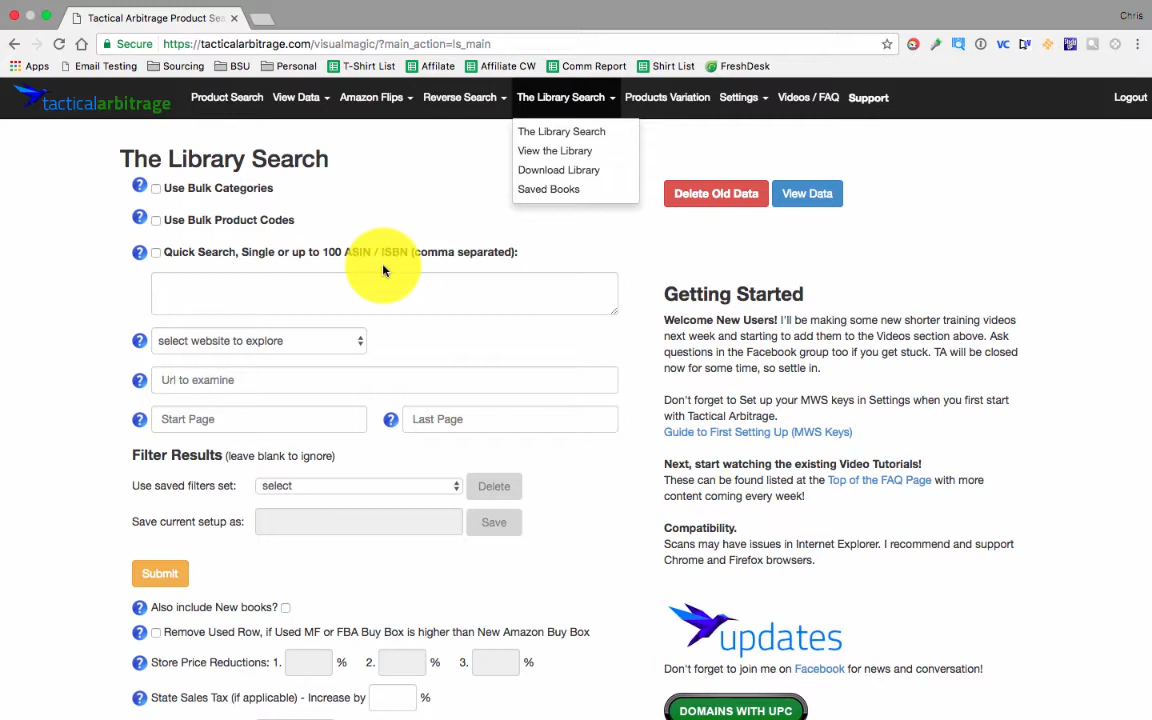 Tactical Arbitrage Product Sea
Chris
Secure https://tacticalarbitrage.com/visualmagic/?main_action=ls_main
Apps Email Testing Sourcing BSU Personal T-Shirt List Affilate Affiliate CW Comm Report Shirt List FreshDesk
tacticalarbitrage Product Search View Data Amazon Flips Reverse Search The Library Search Products Variation Settings Videos / FAQ Support Logout
The Library Search
View the Library
Download Library
Saved Books
The Library Search
Use Bulk Categories
Use Bulk Product Codes
Quick Search, Single or up to 100 ASIN / ISBN (comma separated):
select website to explore
Url to examine
Start Page Last Page
Filter Results (leave blank to ignore)
Use saved filters set: select Delete
Save current setup as: Save
Submit
Also include New books?
Remove Used Row, if Used MF or FBA Buy Box is higher than New Amazon Buy Box
Store Price Reductions: 1. % 2. % 3. %
State Sales Tax (if applicable) - Increase by %
Delete Old Data View Data
Getting Started
Welcome New Users! I'll be making some new shorter training videos
next week and starting to add them to the Videos section above. Ask
questions in the Facebook group too if you get stuck. TA will be closed
now for some time, so settle in.
Don't forget to Set up your MWS keys in Settings when you first start
with Tactical Arbitrage.
Guide to First Setting Up (MWS Keys)
Next, start watching the existing Video Tutorials!
These can be found listed at the Top of the FAQ Page with more
content coming every week!
Compatibility.
Scans may have issues in Internet Explorer. I recommend and support
Chrome and Firefox browsers.
updates
Don't forget to join me on Facebook for news and conversation!
DOMAINS WITH UPC